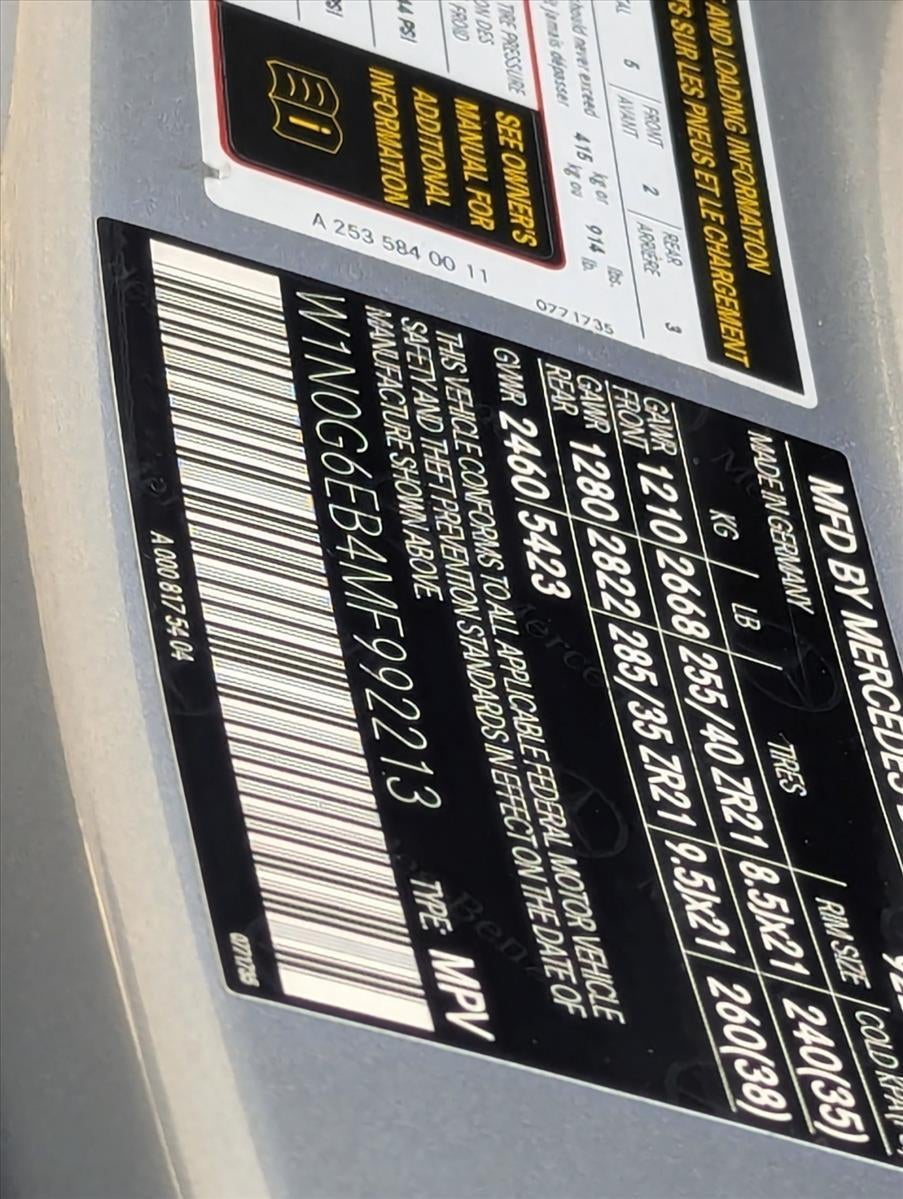 AND LOADING INFORMATION
S SUR LES PNEUS ET LE CHARGEMENT
FRONT 2 REAR 3
AVANT ARRIÈRE
should never exceed 415 kg or 914 lbs.
jamais dépasser kg ou lb.
TIRE PRESSURE
SEE OWNER'S
MANUAL FOR
ADDITIONAL
INFORMATION
i
A 253 584 00 11
0771735
MFD BY MERCEDES
MADE IN GERMANY
KG LB TIRES RIM SIZE COLD KPA
GAWR FRONT 1210 2668 255/40 ZR21 8.5Jx21 240(35)
GAWR REAR 1280 2822 285/35 ZR21 9.5Jx21 260(38)
GVWR 2460 5423
THIS VEHICLE CONFORMS TO ALL APPLICABLE FEDERAL MOTOR VEHICLE
SAFETY AND THEFT PREVENTION STANDARDS IN EFFECT ON THE DATE OF
MANUFACTURE SHOWN ABOVE
W1N0G6EB4MF992213 TYPE: MPV
A 000 817 54 04